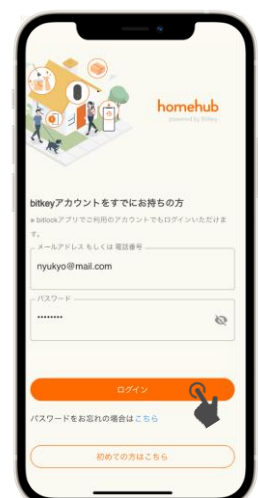 homehub
powered by Bitkey
bitkeyアカウントをすでにお持ちの方
※ bitlockアプリでご利用のアカウントでもログインいただけま
す。
メールアドレス もしくは 電話番号
nyukyo@mail.com
パスワード
••••••••
ログイン
パスワードをお忘れの場合はこちら
初めての方はこちら